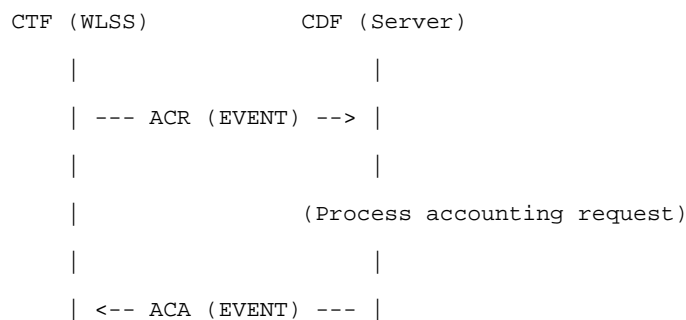 CTF (WLSS) CDF (Server)
| |
| --- ACR (EVENT) --> |
| |
| (Process accounting request)
| |
| <-- ACA (EVENT) --- |